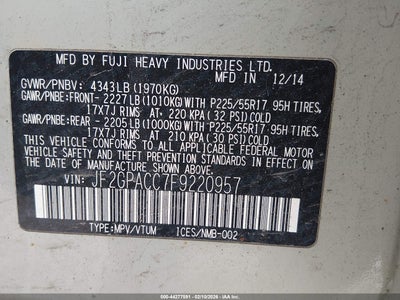 MFD BY FUJI HEAVY INDUSTRIES LTD.
12/14
GVWR/PNBV: 4343LB(1970KG)
GAWR/PNBE:FRONT- 2227LB(1010KG)WITH P225/55R17 95H TIRES,
17X7J RIMS AT, 220 KPA(32 PSI)COLD
GAWR/PNBE:REAR -2205LB(1000KG)WITH P225/55R17 95H TIRES,
17X7J RIMS AT, 210 KPA(30 PSI)COLD
THIS VEHICLE CONFORMS TO ALL APPLICABLE FEDERAL
MOTOR VEHICLE SAFETY, BUMPER, AND THEFT PREVENTION
STANDARDS IN EFFECT ON THE DATE OF
MANUFACTURE SHOWN ABOVE.
VIN: JF2GPACC7F9220957
TYPE:MPV/VTUM ICES/NMB-002